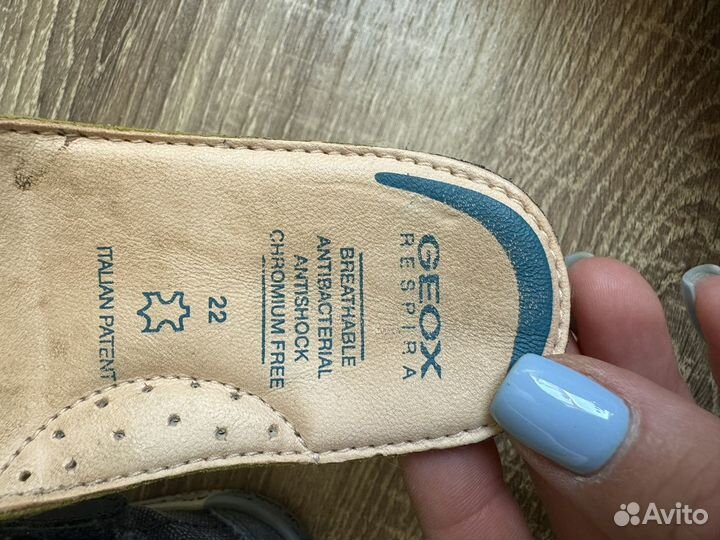 GEOX
RESPIRA
BREATHABLE
ANTIBACTERIAL
ANTISHOCK
CHROMIUM FREE
22
ITALIAN PATENT
Avito